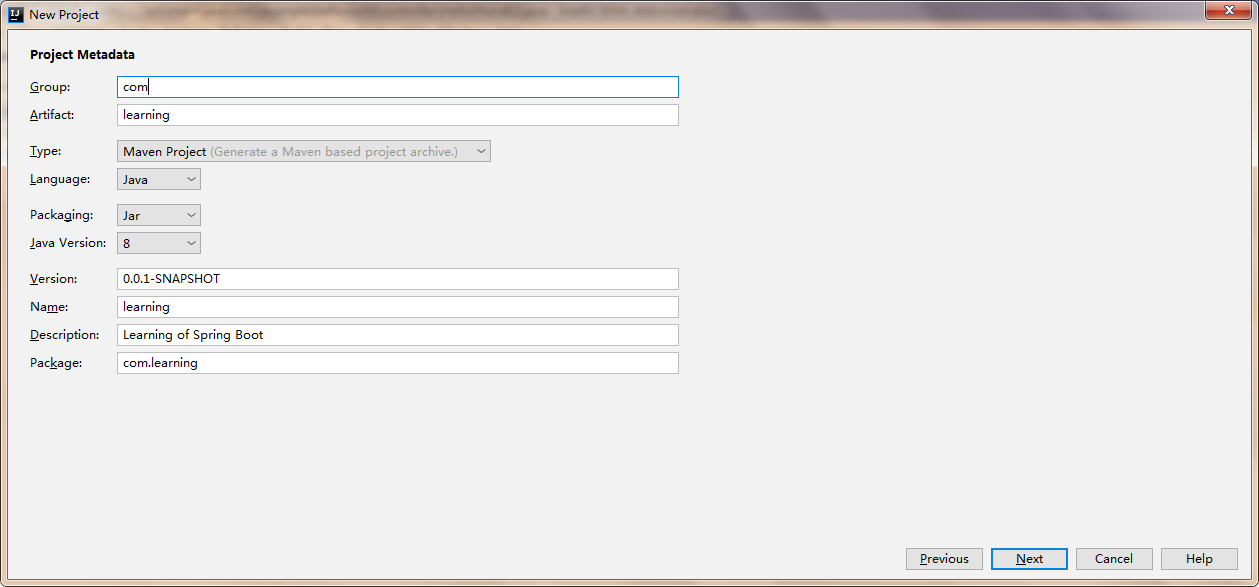 IJ New Project
Project Metadata
Group: com
Artifact: learning
Type: Maven Project (Generate a Maven based project archive.)
Language: Java
Packaging: Jar
Java Version: 8
Version: 0.0.1-SNAPSHOT
Name: learning
Description: Learning of Spring Boot
Package: com.learning
Previous Next Cancel Help